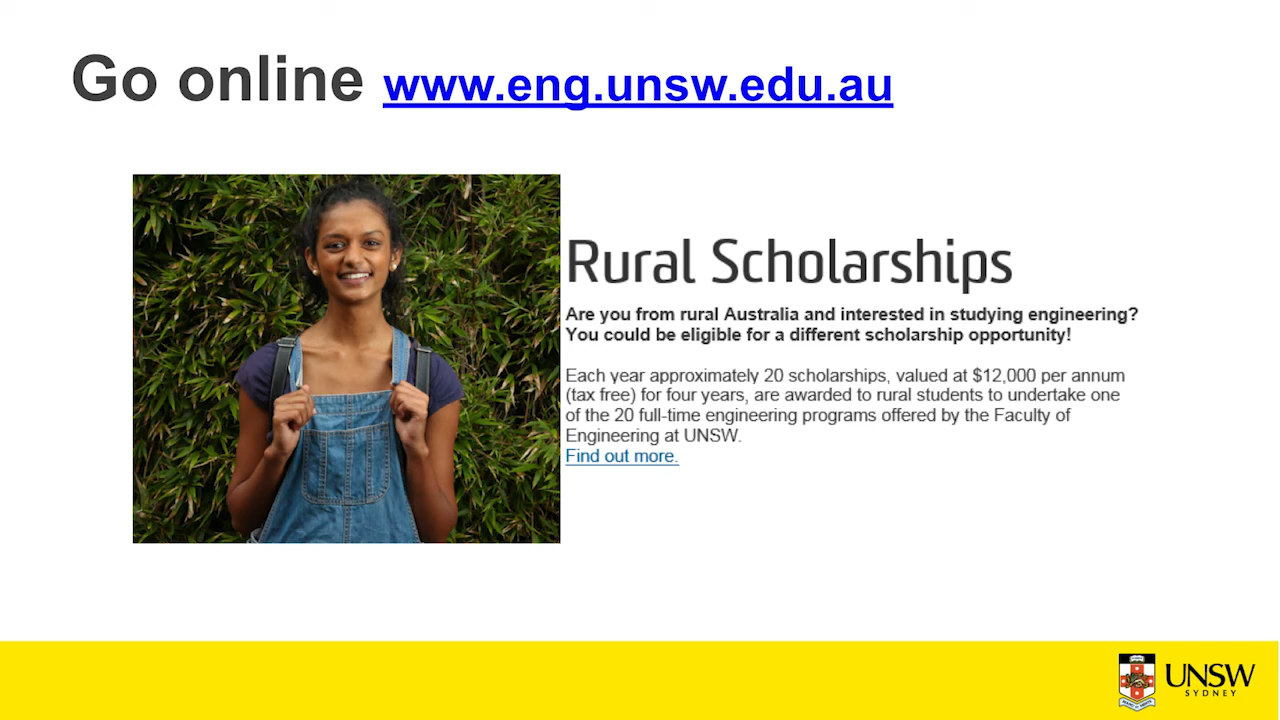 Go online www.eng.unsw.edu.au
Rural Scholarships
Are you from rural Australia and interested in studying engineering?
You could be eligible for a different scholarship opportunity!
Each year approximately 20 scholarships, valued at $12,000 per annum
(tax free) for four years, are awarded to rural students to undertake one
of the 20 full-time engineering programs offered by the Faculty of
Engineering at UNSW.
Find out more.
UNSW
SYDNEY